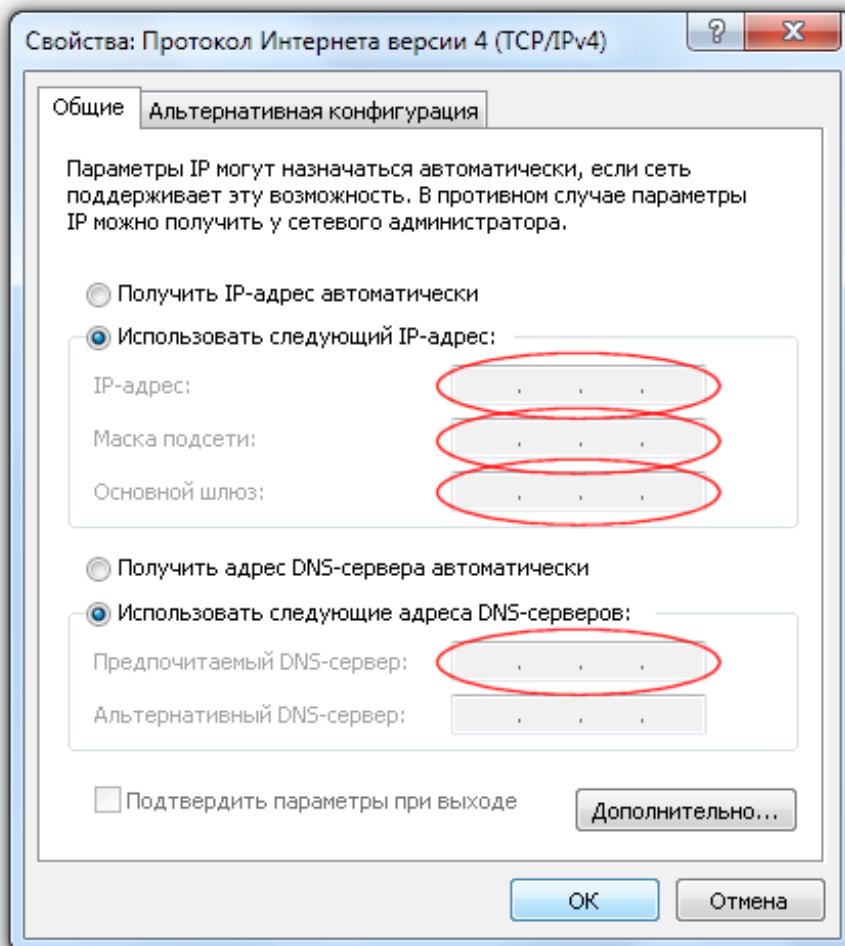 Свойства: Протокол Интернета версии 4 (TCP/IPv4)
Общие
Альтернативная конфигурация
Параметры IP могут назначаться автоматически, если сеть
поддерживает эту возможность. В противном случае параметры
IP можно получить у сетевого администратора.
Получить IP-адрес автоматически
Использовать следующий IP-адрес:
IP-адрес:
Маска подсети:
Основной шлюз:
Получить адрес DNS-сервера автоматически
Использовать следующие адреса DNS-серверов:
Предпочитаемый DNS-сервер:
Альтернативный DNS-сервер:
Подтвердить параметры при выходе
Дополнительно...
ОК
Отмена